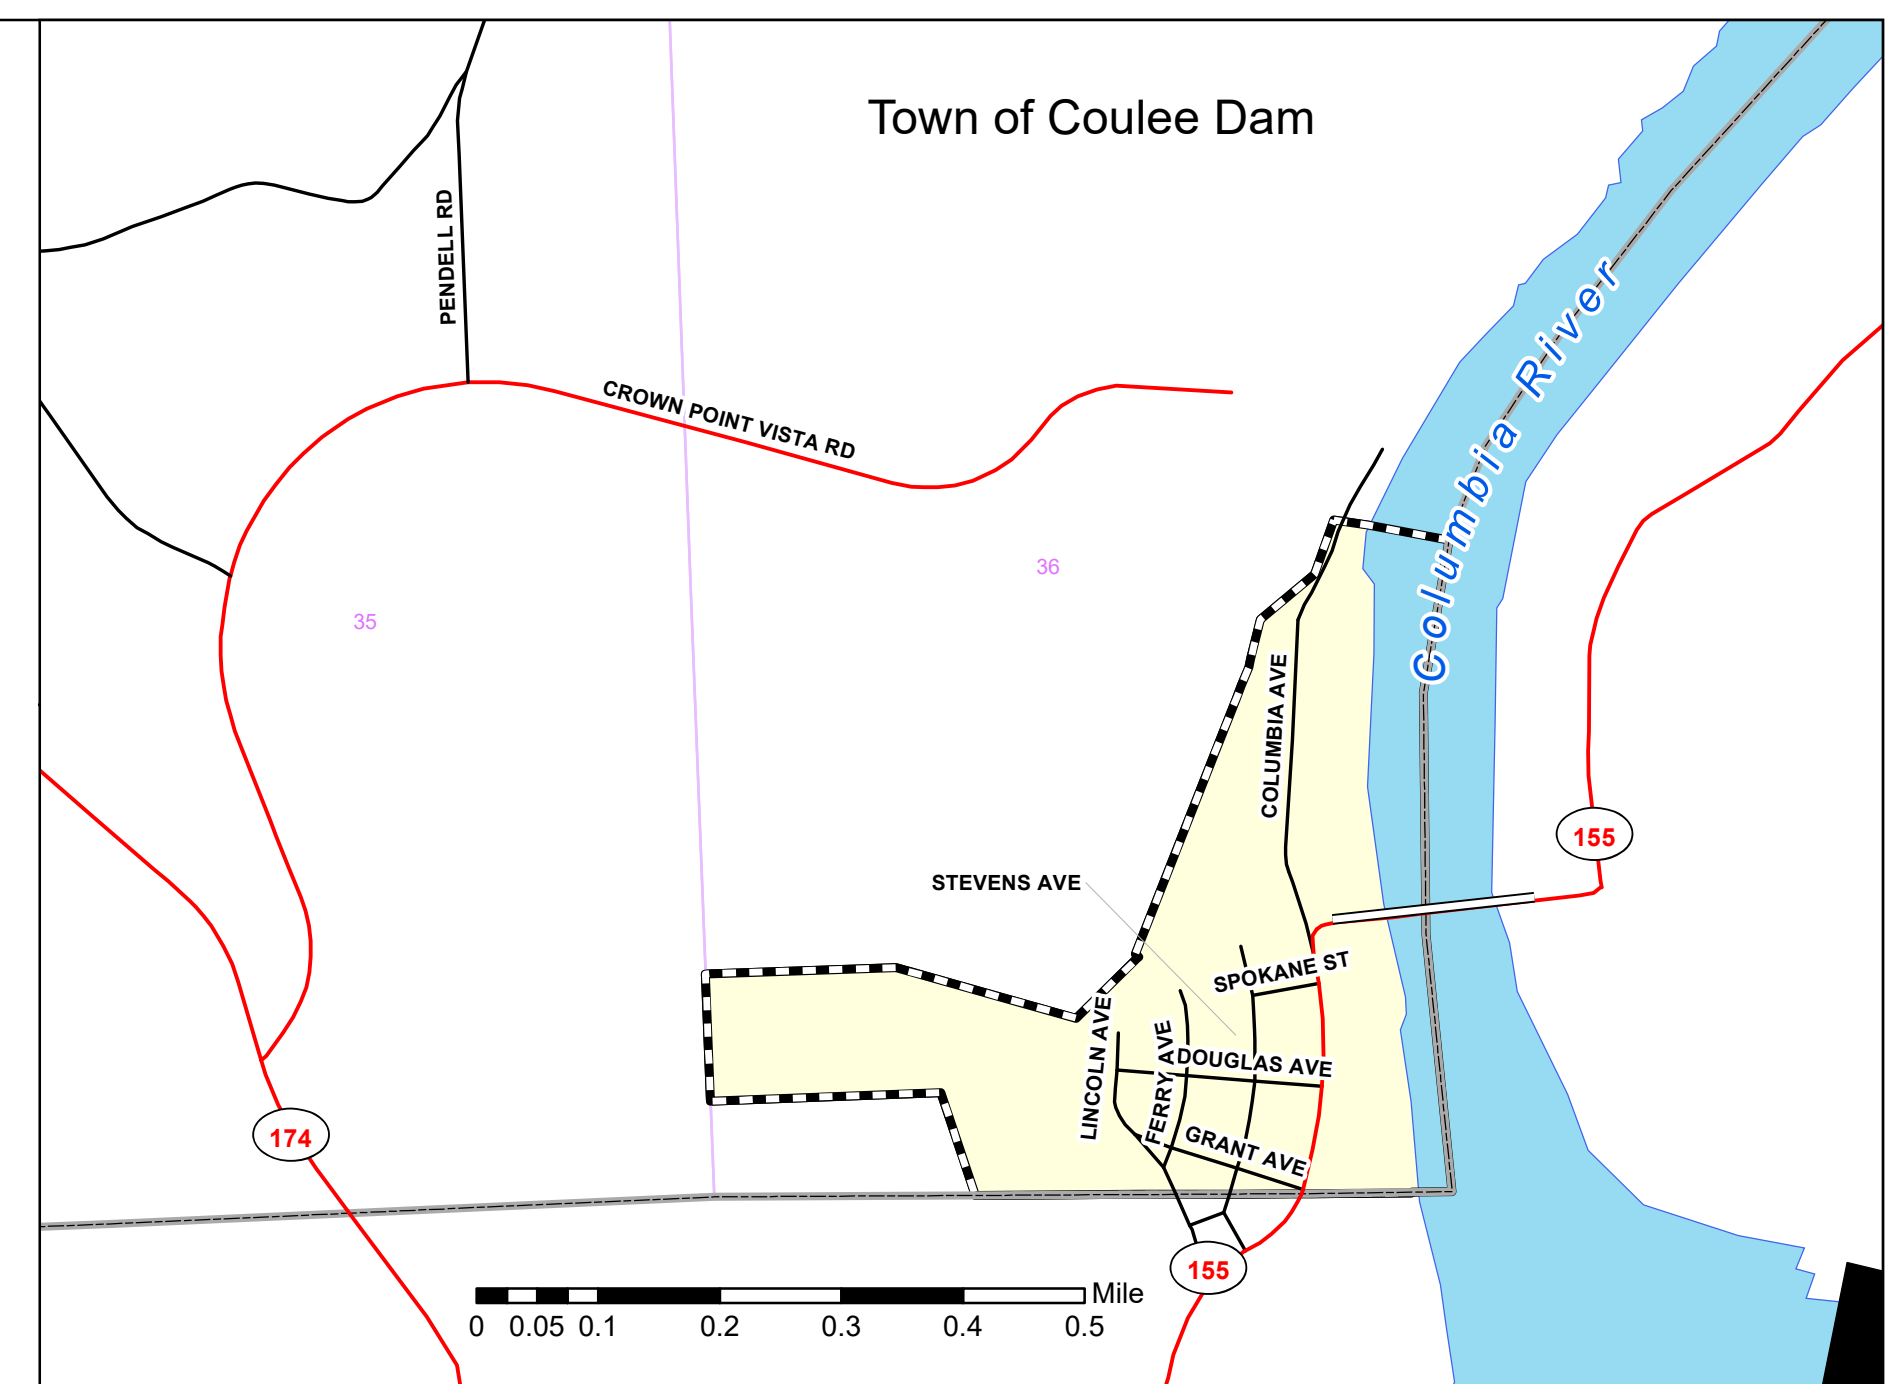 Town of Coulee Dam
PENDELL RD
Columbia River
CROWN POINT VISTA RD
36
35
COLUMBIA AVE
155
STEVENS AVE
SPOKANE ST
LINCOLN AVE
FERRY AVE
DOUGLAS AVE
GRANT AVE
174
155
Mile
0 0.05 0.1 0.2 0.3 0.4 0.5